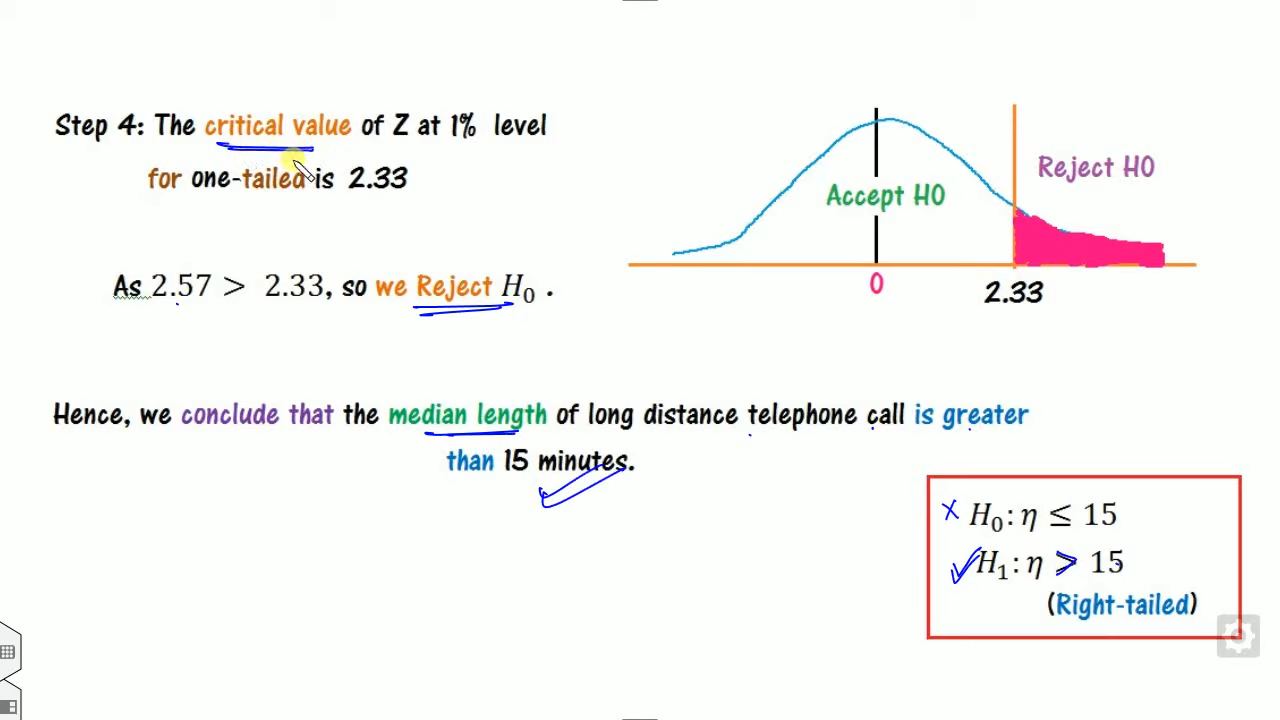 Step 4: The critical value of Z at 1% level
for one-tailed is 2.33
Reject H0
Accept H0
0
2.33
As 2.57 > 2.33, so we Reject H₀ .
Hence, we conclude that the median length of long distance telephone call is greater
than 15 minutes.
H₀: η ≤ 15
H₁: η > 15
(Right-tailed)